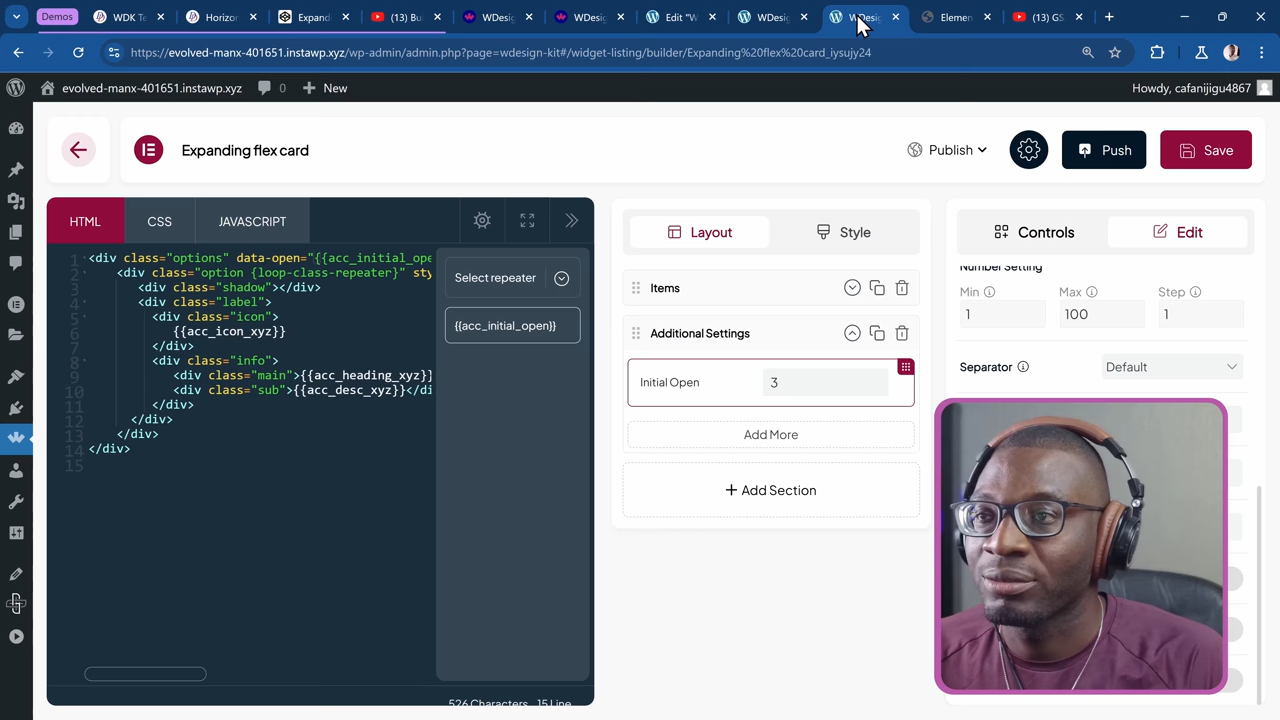 Demos
WDK Te
Horizor
Expand
(13) Bui
WDesig
WDesig
Edit "W
WDesig
WDesig
Elemen
(13) GS
https://evolved-manx-401651.instawp.xyz/wp-admin/admin.php?page=wdesign-kit#/widget-listing/builder/Expanding%20flex%20card_iysujy24
evolved-manx-401651.instawp.xyz
0
New
Howdy, cafanijigu4867
Expanding flex card
Publish
Push
Save
HTML
CSS
JAVASCRIPT
Layout
Style
Controls
Edit
1 <div class="options" data-open="{{acc_initial_ope
2 <div class="option {loop-class-repeater}" sty
3 <div class="shadow"></div>
4 <div class="label">
5 <div class="icon">
6 {{acc_icon_xyz}}
7 </div>
8 <div class="info">
9 <div class="main">{{acc_heading_xyz}}
10 <div class="sub">{{acc_desc_xyz}}</di
11 </div>
12 </div>
13 </div>
14 </div>
15
Select repeater
{{acc_initial_open}}
526 Characters, 15 Line
Items
Additional Settings
Initial Open
3
Add More
+ Add Section
Number Setting
Min
Max
Step
1
100
1
Separator
Default